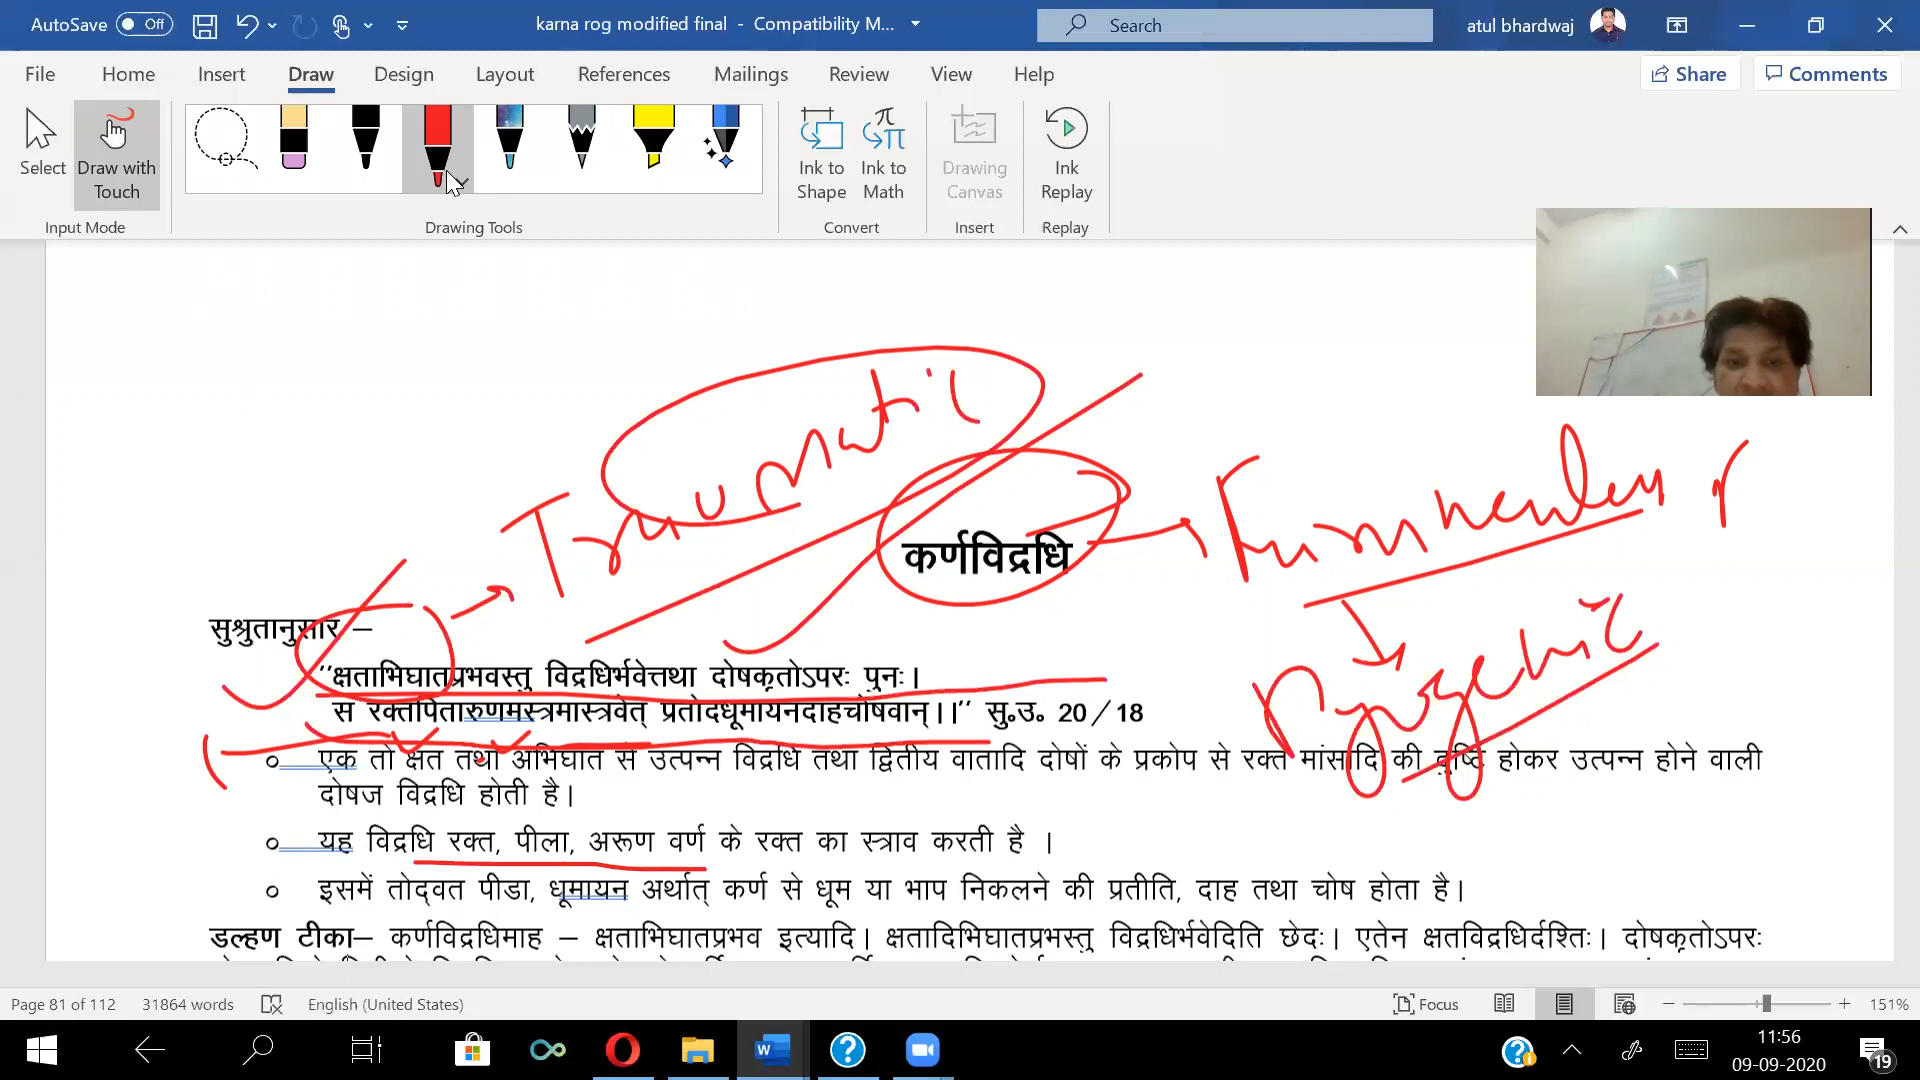 AutoSave Off karna rog modified final - Compatibility M... Search atul bhardwaj
File Home Insert Draw Design Layout References Mailings Review View Help Share Comments
Select Draw with Touch Ink to Shape Ink to Math Drawing Canvas Ink Replay
Input Mode Drawing Tools Convert Insert Replay
Traumatic
कर्णविद्रधि
सुश्रुतानुसार –
''क्षताभिघातप्रभवस्तु विद्रधिर्भवेत्तथा दोषकृतोऽपरः पुनः।
स रक्तपितारुणमस्त्रमास्त्रवेत् प्रतोदधूमायनदाहचोषवान्।।'' सु॰उ॰ 20/18
o एक तो क्षत तथा अभिघात से उत्पन्न विद्रधि तथा द्वितीय वातादि दोषों के प्रकोप से रक्त मांसादि की दुष्टि होकर उत्पन्न होने वाली
दोषज विद्रधि होती है।
o यह विद्रधि रक्त, पीला, अरूण वर्ण के रक्त का स्त्राव करती है ।
o इसमें तोद्वत पीडा, धूमायन अर्थात् कर्ण से धूम या भाप निकलने की प्रतीति, दाह तथा चोष होता है।
डल्हण टीका– कर्णविद्रधिमाह – क्षताभिघातप्रभव इत्यादि। क्षतादिभिघातप्रभस्तु विद्रधिर्भवेदिति छेदः। एतेन क्षतविद्रधिर्दश्तिः। दोषकृतोऽपरः
Page 81 of 112 31864 words English (United States) Focus 151%
11:56
09-09-2020
19